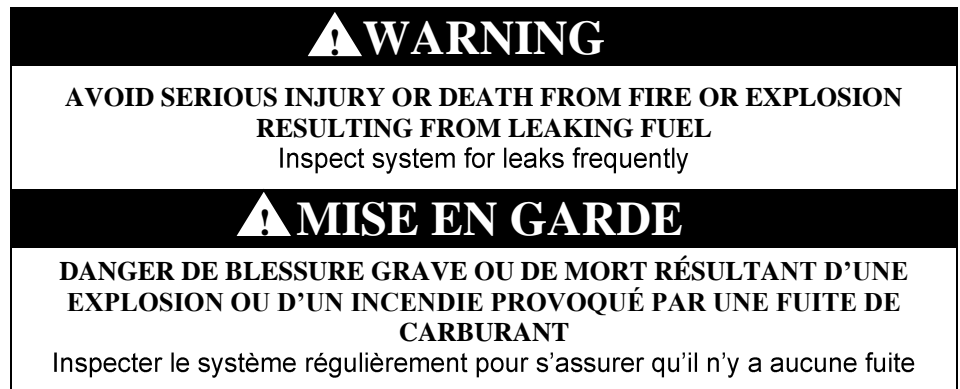 WARNING
AVOID SERIOUS INJURY OR DEATH FROM FIRE OR EXPLOSION
RESULTING FROM LEAKING FUEL
Inspect system for leaks frequently
MISE EN GARDE
DANGER DE BLESSURE GRAVE OU DE MORT RÉSULTANT D’UNE
EXPLOSION OU D’UN INCENDIE PROVOQUÉ PAR UNE FUITE DE
CARBURANT
Inspecter le système régulièrement pour s’assurer qu’il n’y a aucune fuite